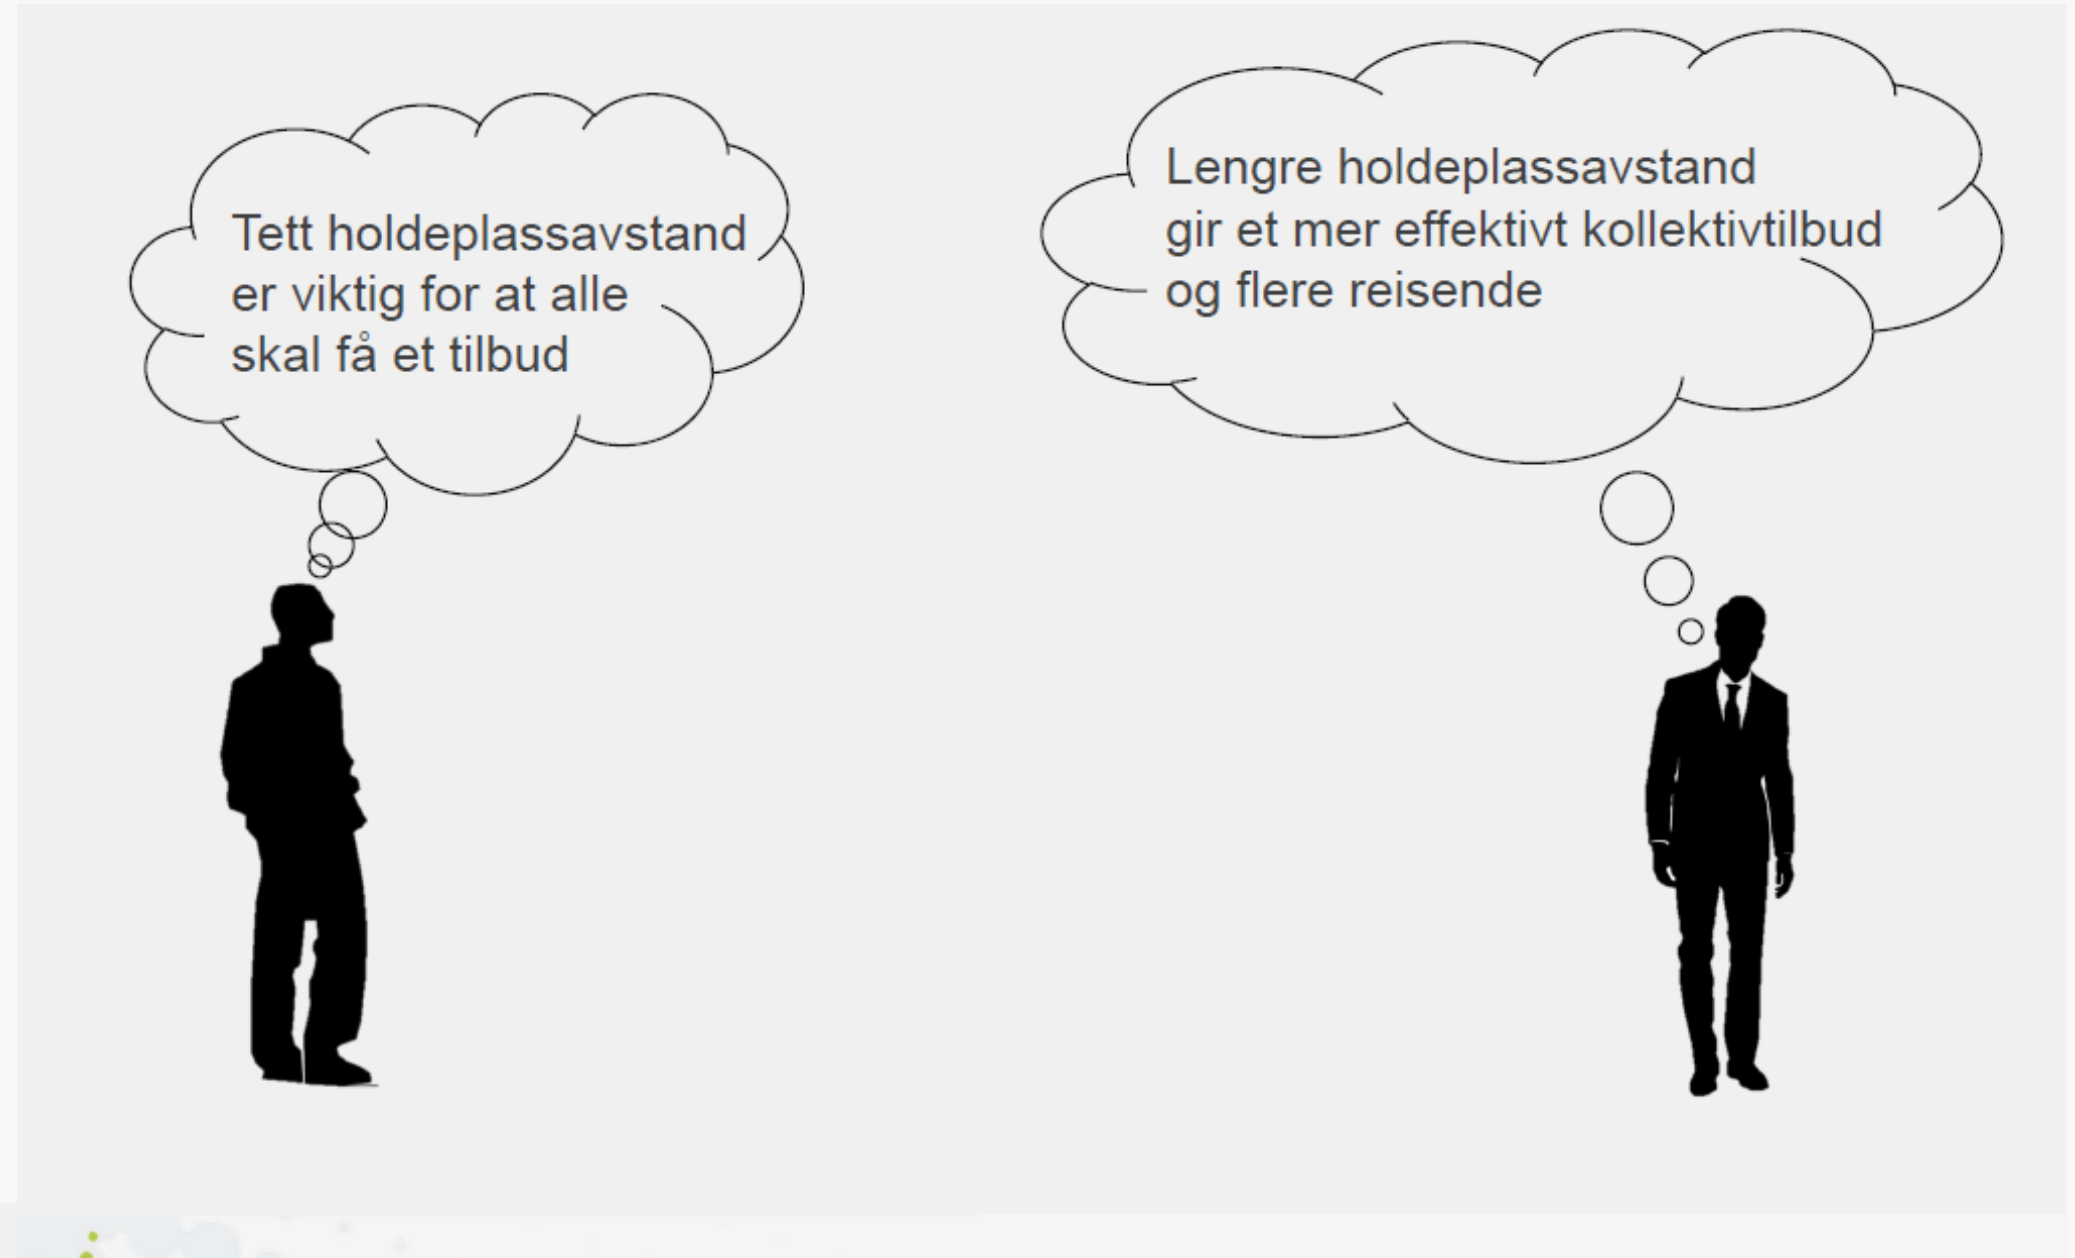 Tett holdeplassavstand
er viktig for at alle
skal få et tilbud
Lengre holdeplassavstand
gir et mer effektivt kollektivtilbud
og flere reisende